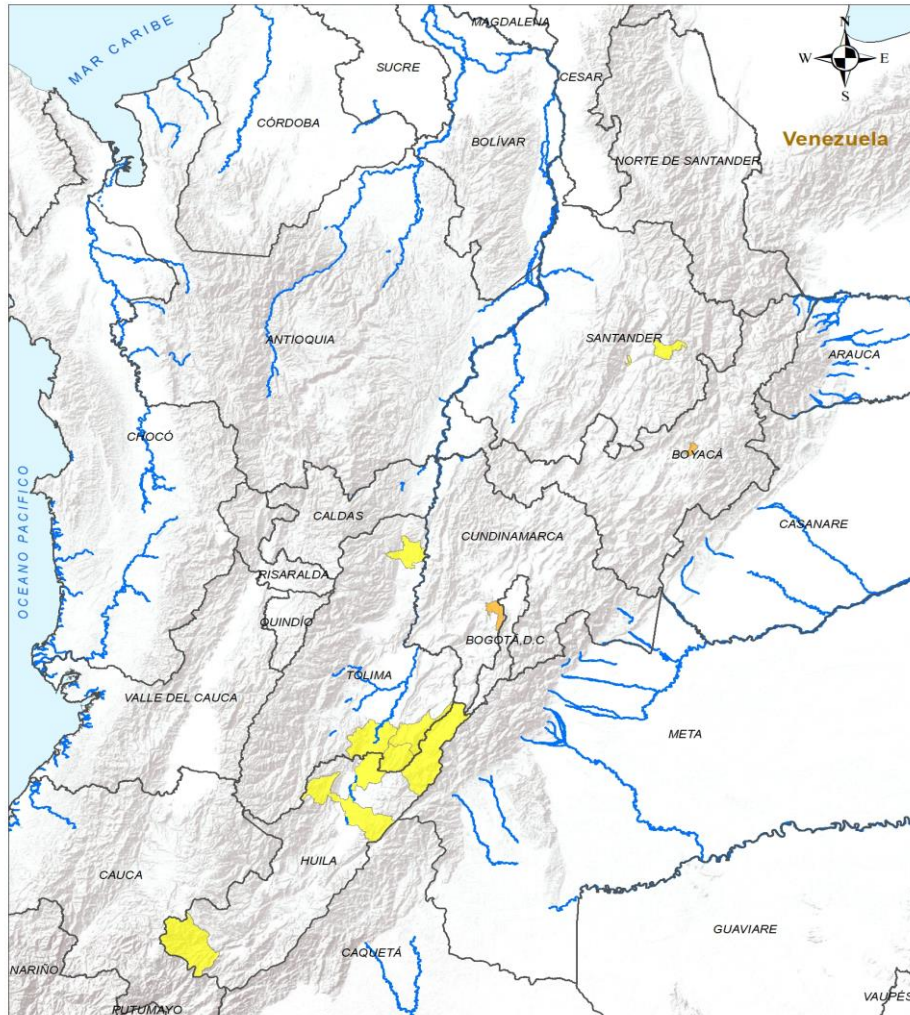 MAGDALENA
MAR CARIBE
N
W
E
S
SUCRE
CESAR
CÓRDOBA
BOLÍVAR
Venezuela
NORTE DE SANTANDER
ANTIOQUIA
SANTANDER
ARAUCA
CHOCÓ
BOYACÁ
OCEANO PACIFICO
CALDAS
CUNDINAMARCA
CASANARE
RISARALDA
QUINDÍO
BOGOTÁ,D.C
TOLIMA
VALLE DEL CAUCA
META
HUILA
CAUCA
GUAVIARE
CAQUETÁ
NARIÑO
VAUPÉS
PUTUMAYO